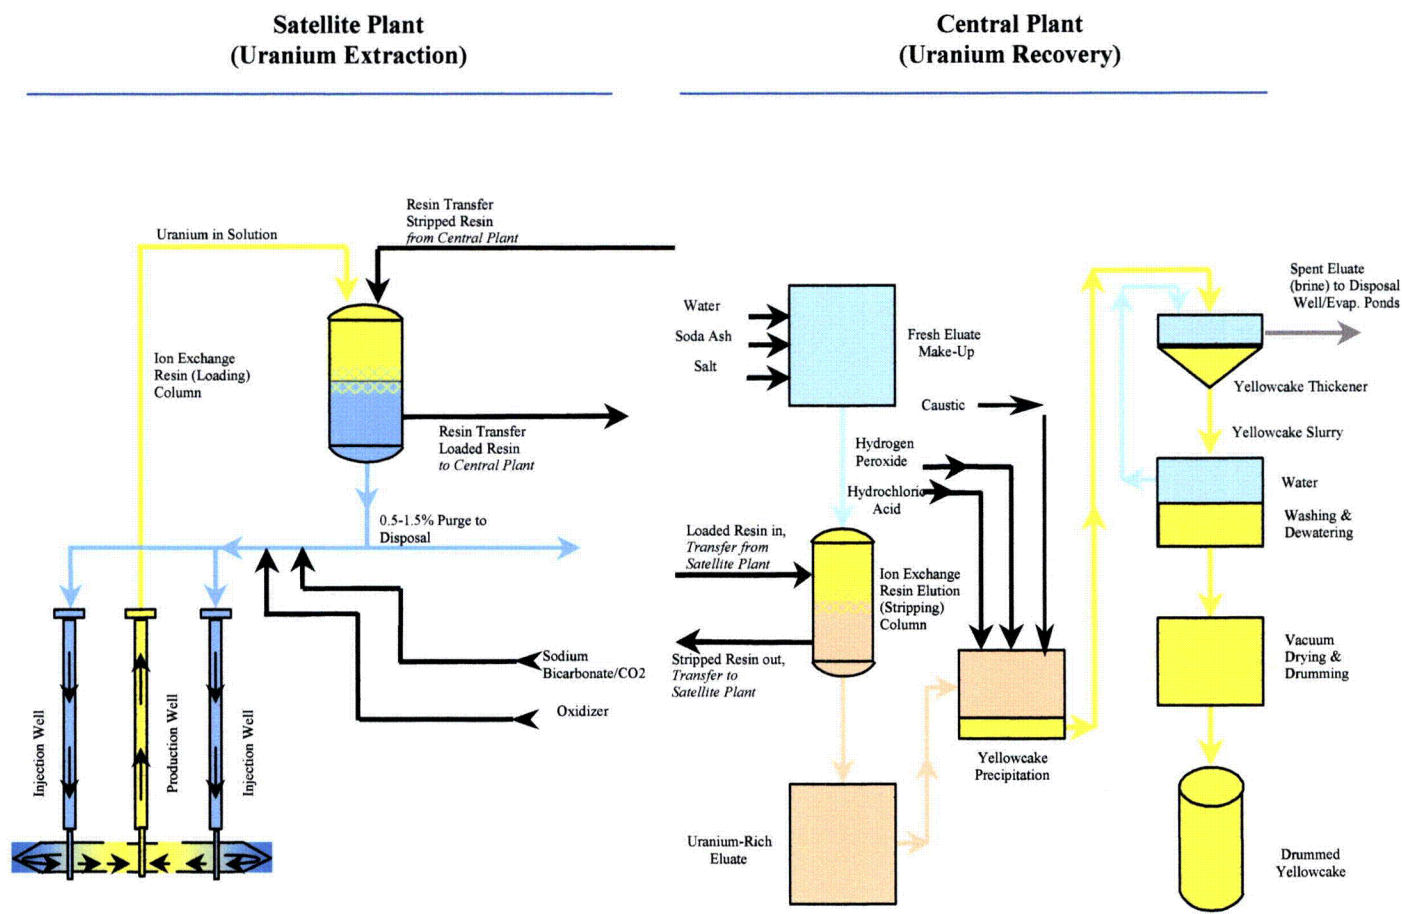 Satellite Plant
(Uranium Extraction)
Central Plant
(Uranium Recovery)
Resin Transfer
Stripped Resin
from Central Plant
Uranium in Solution
Ion Exchange
Resin (Loading)
Column
Resin Transfer
Loaded Resin
to Central Plant
0.5-1.5% Purge to
Disposal
Sodium
Bicarbonate/CO2
Oxidizer
Injection Well
Production Well
Injection Well
Water
Soda Ash
Salt
Fresh Eluate
Make-Up
Caustic
Hydrogen
Peroxide
Hydrochloric
Acid
Loaded Resin in,
Transfer from
Satellite Plant
Ion Exchange
Resin Elution
(Stripping)
Column
Stripped Resin out,
Transfer to
Satellite Plant
Uranium-Rich
Eluate
Yellowcake
Precipitation
Spent Eluate
(brine) to Disposal
Well/Evap. Ponds
Yellowcake Thickener
Yellowcake Slurry
Water
Washing &
Dewatering
Vacuum
Drying &
Drumming
Drummed
Yellowcake